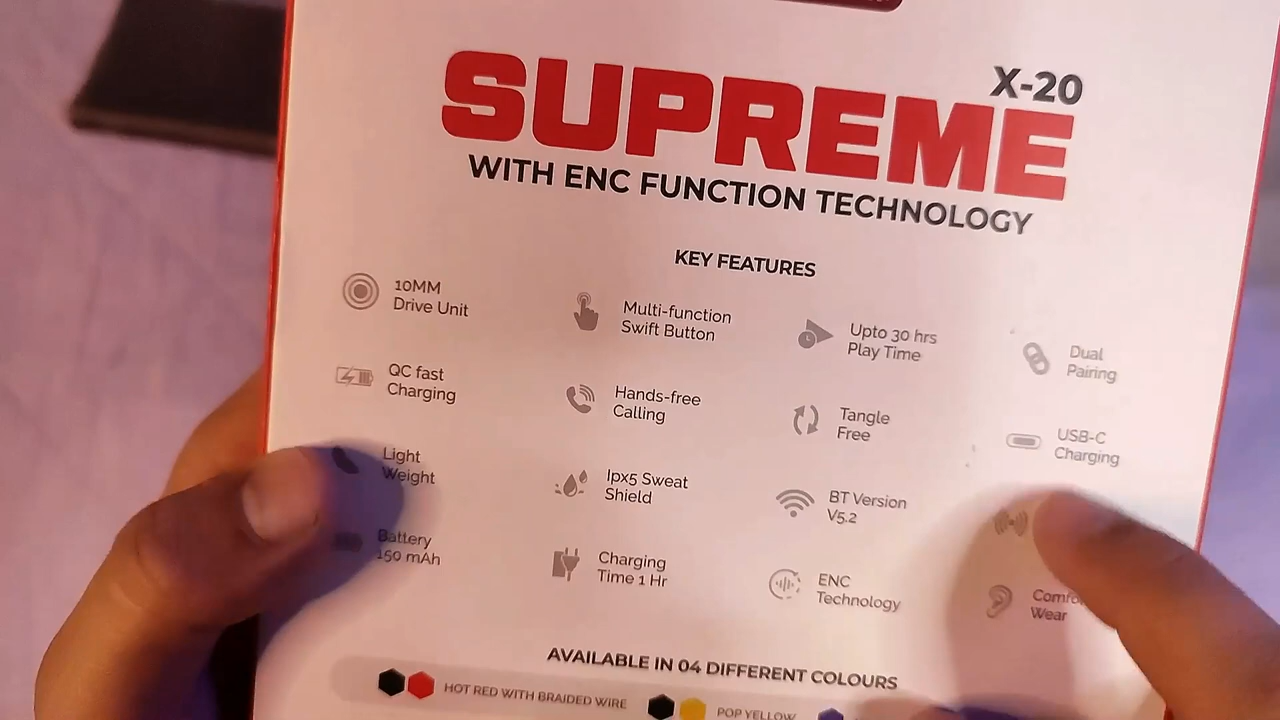 X-20
SUPREME
WITH ENC FUNCTION TECHNOLOGY
KEY FEATURES
10MM
Drive Unit
Multi-function
Swift Button
Upto 30 hrs
Play Time
Dual
Pairing
QC fast
Charging
Hands-free
Calling
Tangle
Free
USB-C
Charging
Light
Weight
Ipx5 Sweat
Shield
BT Version
V5.2
Battery
150 mAh
Charging
Time 1 Hr
ENC
Technology
Wear
AVAILABLE IN 04 DIFFERENT COLOURS
HOT RED WITH BRAIDED WIRE
POP YELLOW